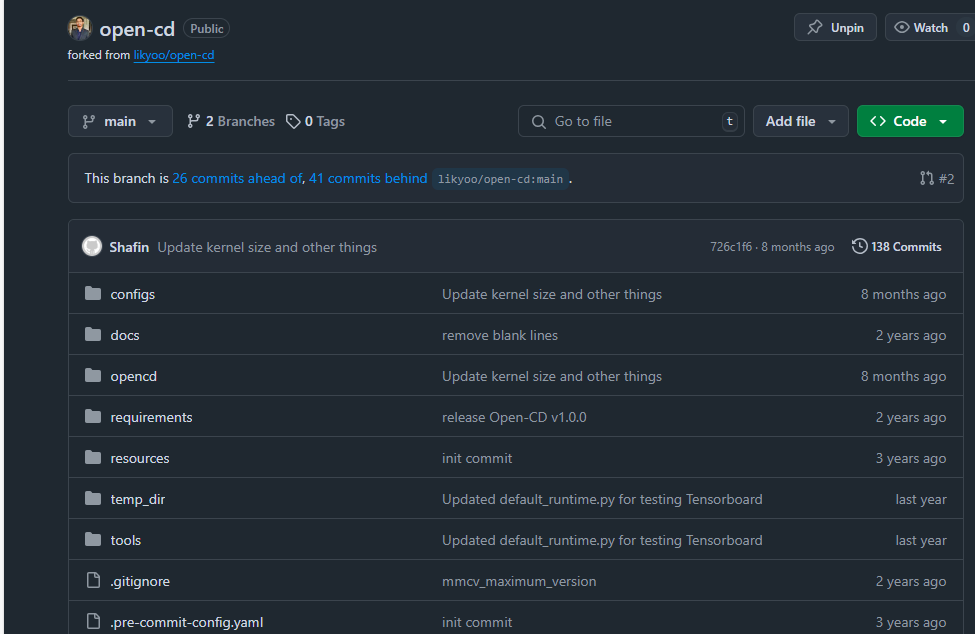 open-cd Public Unpin Watch 0
forked from likyoo/open-cd
main 2 Branches 0 Tags Go to file t Add file Code
This branch is 26 commits ahead of, 41 commits behind likyoo/open-cd:main . #2
Shafin Update kernel size and other things 726c1f6 · 8 months ago 138 Commits
configs Update kernel size and other things 8 months ago
docs remove blank lines 2 years ago
opencd Update kernel size and other things 8 months ago
requirements release Open-CD v1.0.0 2 years ago
resources init commit 3 years ago
temp_dir Updated default_runtime.py for testing Tensorboard last year
tools Updated default_runtime.py for testing Tensorboard last year
.gitignore mmcv_maximum_version 2 years ago
.pre-commit-config.yaml init commit 3 years ago